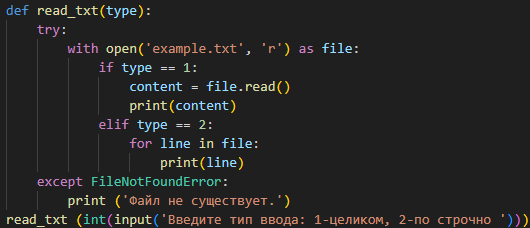 def read_txt(type):
    try:
        with open('example.txt', 'r') as file:
            if type == 1:
                content = file.read()
                print(content)
            elif type == 2:
                for line in file:
                    print(line)
    except FileNotFoundError:
        print ('Файл не существует.')
read_txt (int(input('Введите тип ввода: 1-целиком, 2-по строчно ')))